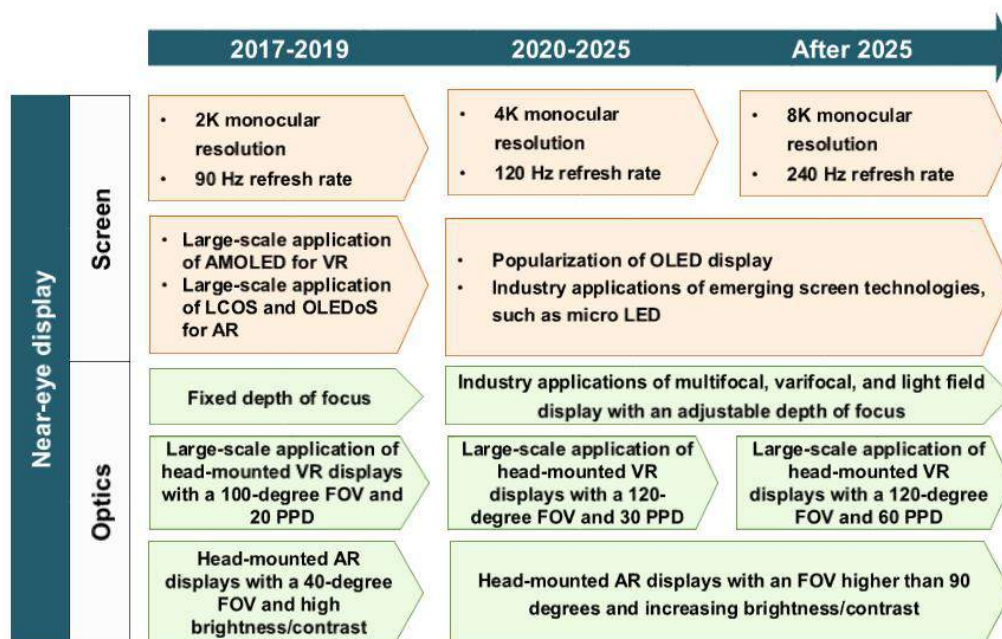 2017-2019
2020-2025
After 2025
Near-eye display
Screen
• 2K monocular
resolution
• 90 Hz refresh rate
• 4K monocular
resolution
• 120 Hz refresh rate
• 8K monocular
resolution
• 240 Hz refresh rate
• Large-scale application
of AMOLED for VR
• Large-scale application
of LCOS and OLEDoS
for AR
• Popularization of OLED display
• Industry applications of emerging screen technologies,
such as micro LED
Optics
Fixed depth of focus
Industry applications of multifocal, varifocal, and light field
display with an adjustable depth of focus
Large-scale application of
head-mounted VR displays
with a 100-degree FOV and
20 PPD
Large-scale application of
head-mounted VR
displays with a 120-
degree FOV and 30 PPD
Large-scale application of
head-mounted VR
displays with a 120-degree
FOV and 60 PPD
Head-mounted AR
displays with a 40-degree
FOV and high
brightness/contrast
Head-mounted AR displays with an FOV higher than 90
degrees and increasing brightness/contrast